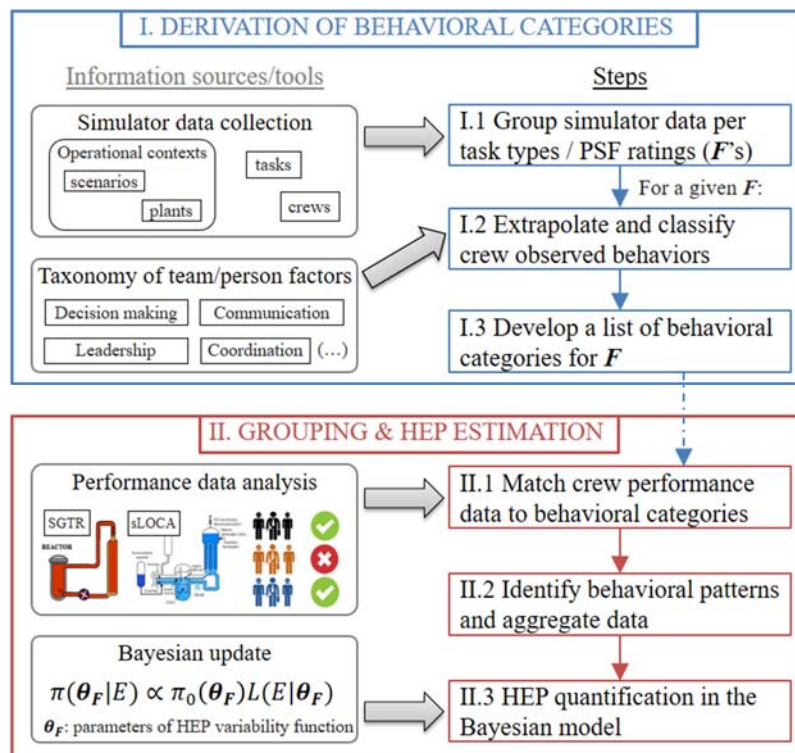 I. DERIVATION OF BEHAVIORAL CATEGORIES
Information sources/tools
Steps
Simulator data collection
Operational contexts
scenarios
plants
tasks
crews
I.1 Group simulator data per
task types / PSF ratings (F's)
For a given F:
I.2 Extrapolate and classify
crew observed behaviors
Taxonomy of team/person factors
Decision making
Communication
Leadership
Coordination
(…)
I.3 Develop a list of behavioral
categories for F
II. GROUPING & HEP ESTIMATION
Performance data analysis
SGTR
sLOCA
REACTOR
II.1 Match crew performance
data to behavioral categories
II.2 Identify behavioral patterns
and aggregate data
Bayesian update
π(θ_F|E) ∝ π₀(θ_F)L(E|θ_F)
θ_F: parameters of HEP variability function
II.3 HEP quantification in the
Bayesian model